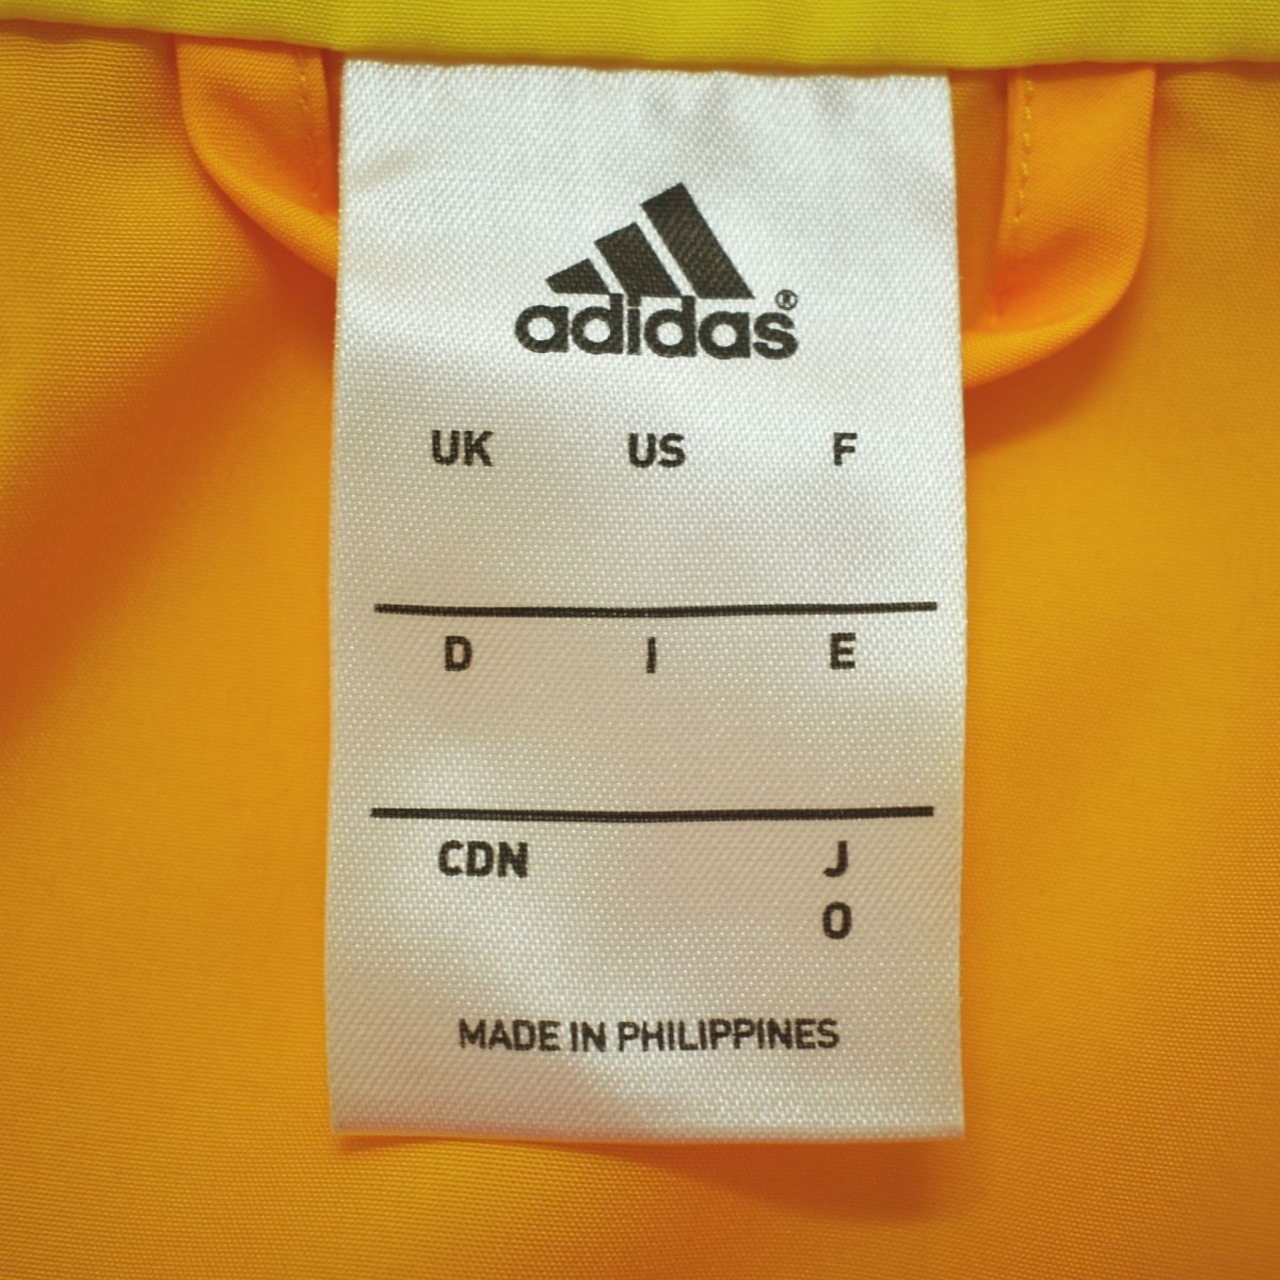 adidas®
UK US F
D I E
CDN J
O
MADE IN PHILIPPINES